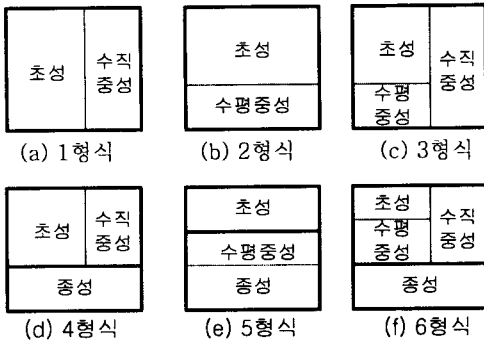 초성 수직중성
(a) 1형식
초성
수평중성
(b) 2형식
초성 수직중성
수평중성
(c) 3형식
초성 수직중성
종성
(d) 4형식
초성
수평중성
종성
(e) 5형식
초성 수직중성
수평중성
종성
(f) 6형식